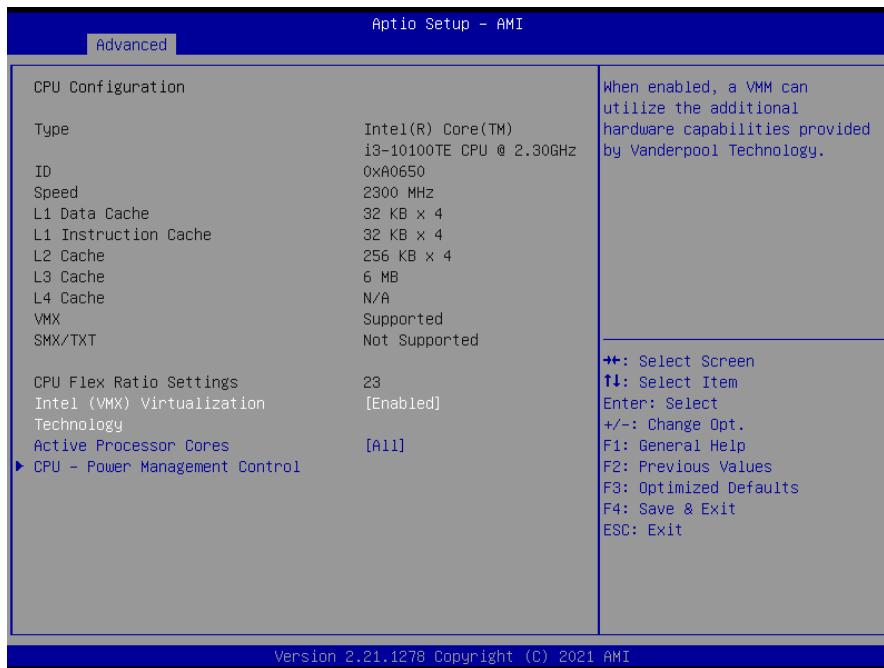 Aptio Setup – AMI
Advanced
CPU Configuration
Type Intel(R) Core(TM)
i3-10100TE CPU @ 2.30GHz
ID 0xA0650
Speed 2300 MHz
L1 Data Cache 32 KB x 4
L1 Instruction Cache 32 KB x 4
L2 Cache 256 KB x 4
L3 Cache 6 MB
L4 Cache N/A
VMX Supported
SMX/TXT Not Supported
CPU Flex Ratio Settings 23
Intel (VMX) Virtualization [Enabled]
Technology
Active Processor Cores [All]
CPU – Power Management Control
When enabled, a VMM can
utilize the additional
hardware capabilities provided
by Vanderpool Technology.
→←: Select Screen
↑↓: Select Item
Enter: Select
+/-: Change Opt.
F1: General Help
F2: Previous Values
F3: Optimized Defaults
F4: Save & Exit
ESC: Exit
Version 2.21.1278 Copyright (C) 2021 AMI